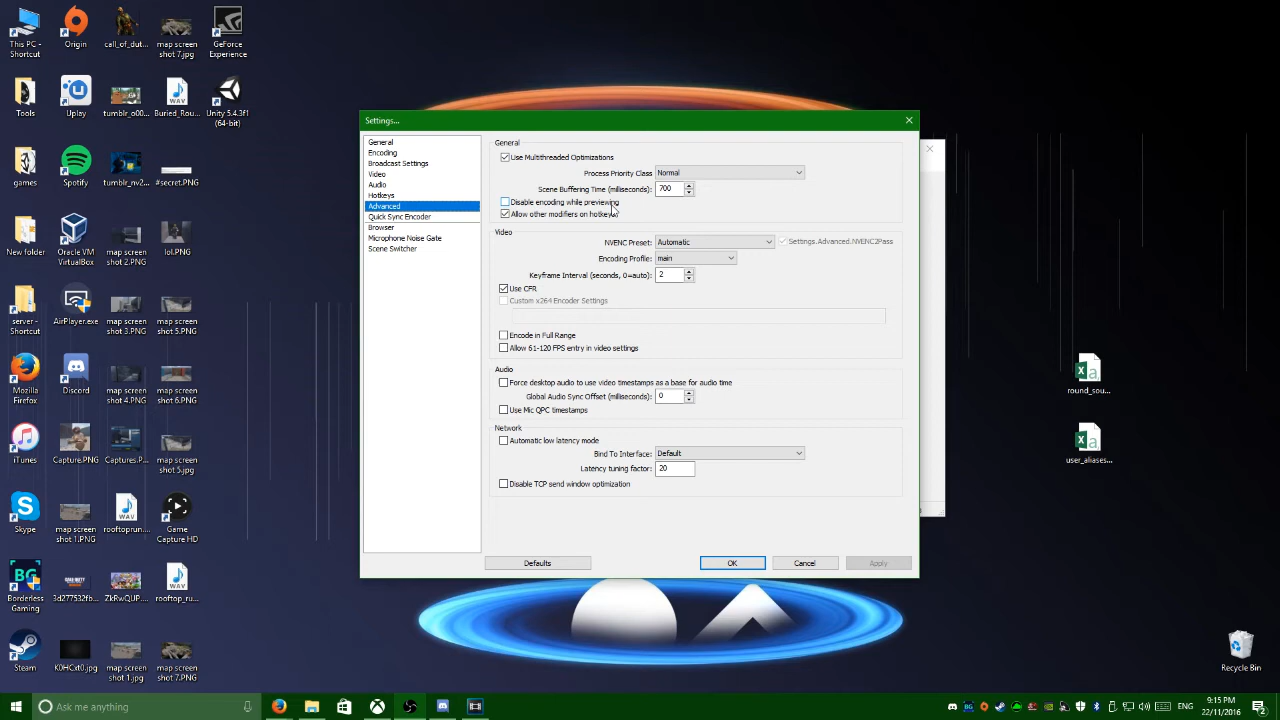 This PC -
Shortcut
Origin
call_of_dut...
map screen
shot 7.jpg
GeForce
Experience
Tools
Uplay
tumblr_o00...
Buried_Rou...
Unity 5.4.3f1
(64-bit)
games
Spotify
tumblr_nv2...
#secret.PNG
New folder
Oracle VM
VirtualBox
map screen
shot 2.PNG
lol.PNG
server -
Shortcut
AirPlayer.exe
map screen
shot 3.PNG
map screen
shot 5.PNG
Mozilla
Firefox
Discord
map screen
shot 4.PNG
map screen
shot 6.PNG
iTunes
Capture.PNG
Captures.P...
map screen
shot 5.jpg
Skype
map screen
shot 1.PNG
rooftoprun....
Game
Capture HD
BG
Borderless
Gaming
3d277532fb...
ZkRwQUP....
rooftop_ru...
Steam
K0HCxt0.jpg
map screen
shot 1.jpg
map screen
shot 7.PNG
Settings...
General
Encoding
Broadcast Settings
Video
Audio
Hotkeys
Advanced
Quick Sync Encoder
Browser
Microphone Noise Gate
Scene Switcher
General
Use Multithreaded Optimizations
Process Priority Class Normal
Scene Buffering Time (miliseconds): 700
Disable encoding while previewing
Allow other modifiers on hotkeys
Video
NVENC Preset: Automatic Settings.Advanced.NVENC2Pass
Encoding Profile: main
Keyframe Interval (seconds, 0=auto): 2
Use CFR
Custom x264 Encoder Settings
Encode in Full Range
Allow 61-120 FPS entry in video settings
Audio
Force desktop audio to use video timestamps as a base for audio time
Global Audio Sync Offset (milliseconds): 0
Use Mic QPC timestamps
Network
Automatic low latency mode
Bind To Interface: Default
Latency tuning factor: 20
Disable TCP send window optimization
Defaults
OK
Cancel
Apply
round_sou...
user_aliases...
Recycle Bin
Ask me anything
ENG
9:15 PM
22/11/2016